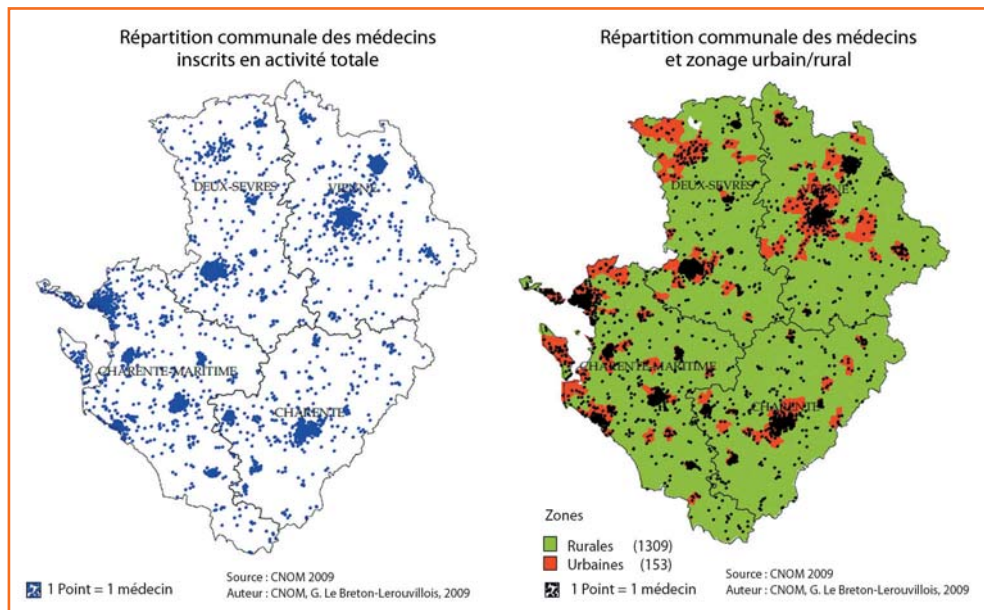 Répartition communale des médecins
inscrits en activité totale
DEUX-SEVRES
VIENNE
CHARENTE-MARITIME
CHARENTE
1 Point = 1 médecin
Source : CNOM 2009
Auteur : CNOM, G. Le Breton-Lerouvillois, 2009
Répartition communale des médecins
et zonage urbain/rural
DEUX-SEVRES
VIENNE
CHARENTE-MARITIME
CHARENTE
Zones
Rurales (1309)
Urbaines (153)
1 Point = 1 médecin
Source : CNOM 2009
Auteur : CNOM, G. Le Breton-Lerouvillois, 2009